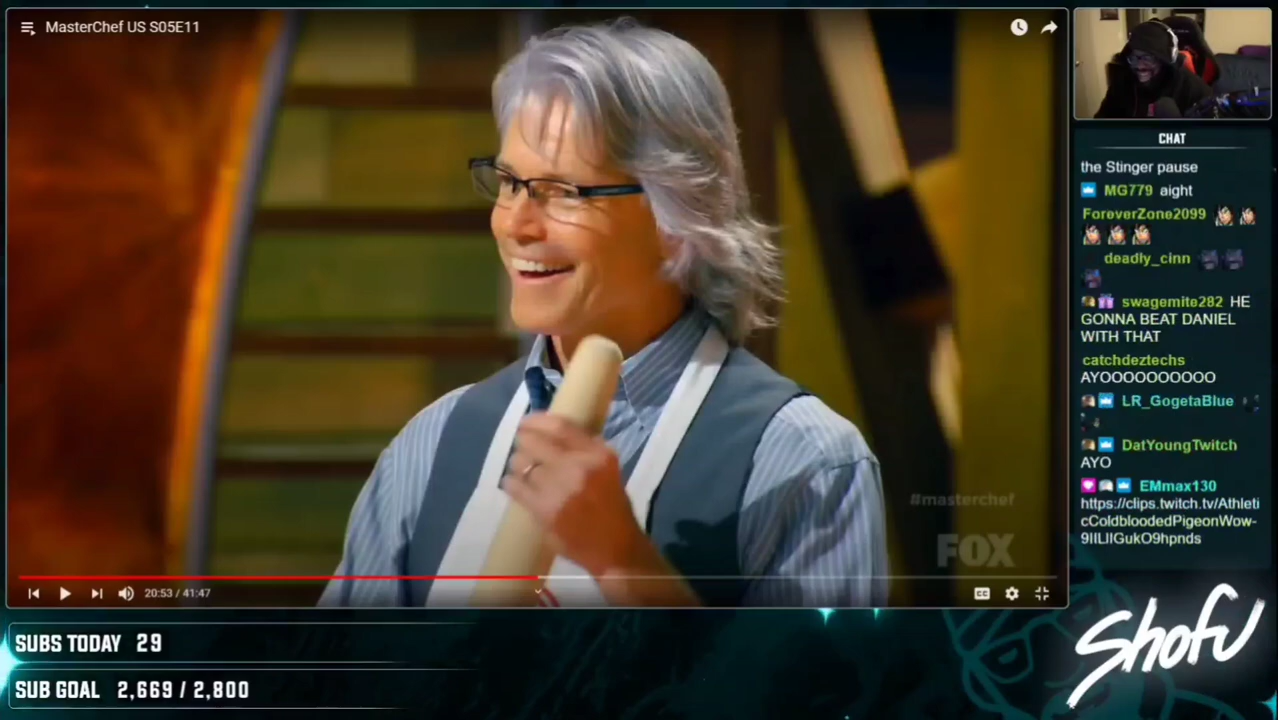 MasterChef US S05E11
#masterchef
FOX
20:53 / 41:47
CC
CHAT
the Stinger pause
MG779 aight
ForeverZone2099
deadly_cinn
swagemite282 HE
GONNA BEAT DANIEL
WITH THAT
catchdeztechs
AYOOOOOOOOOO
LR_GogetaBlue
DatYoungTwitch
AYO
EMmax130
https://clips.twitch.tv/Athleti
cColdbloodedPigeonWow-
9IILlIGukO9hpnds
SUBS TODAY 29
SUB GOAL 2,669 / 2,800
Shofu